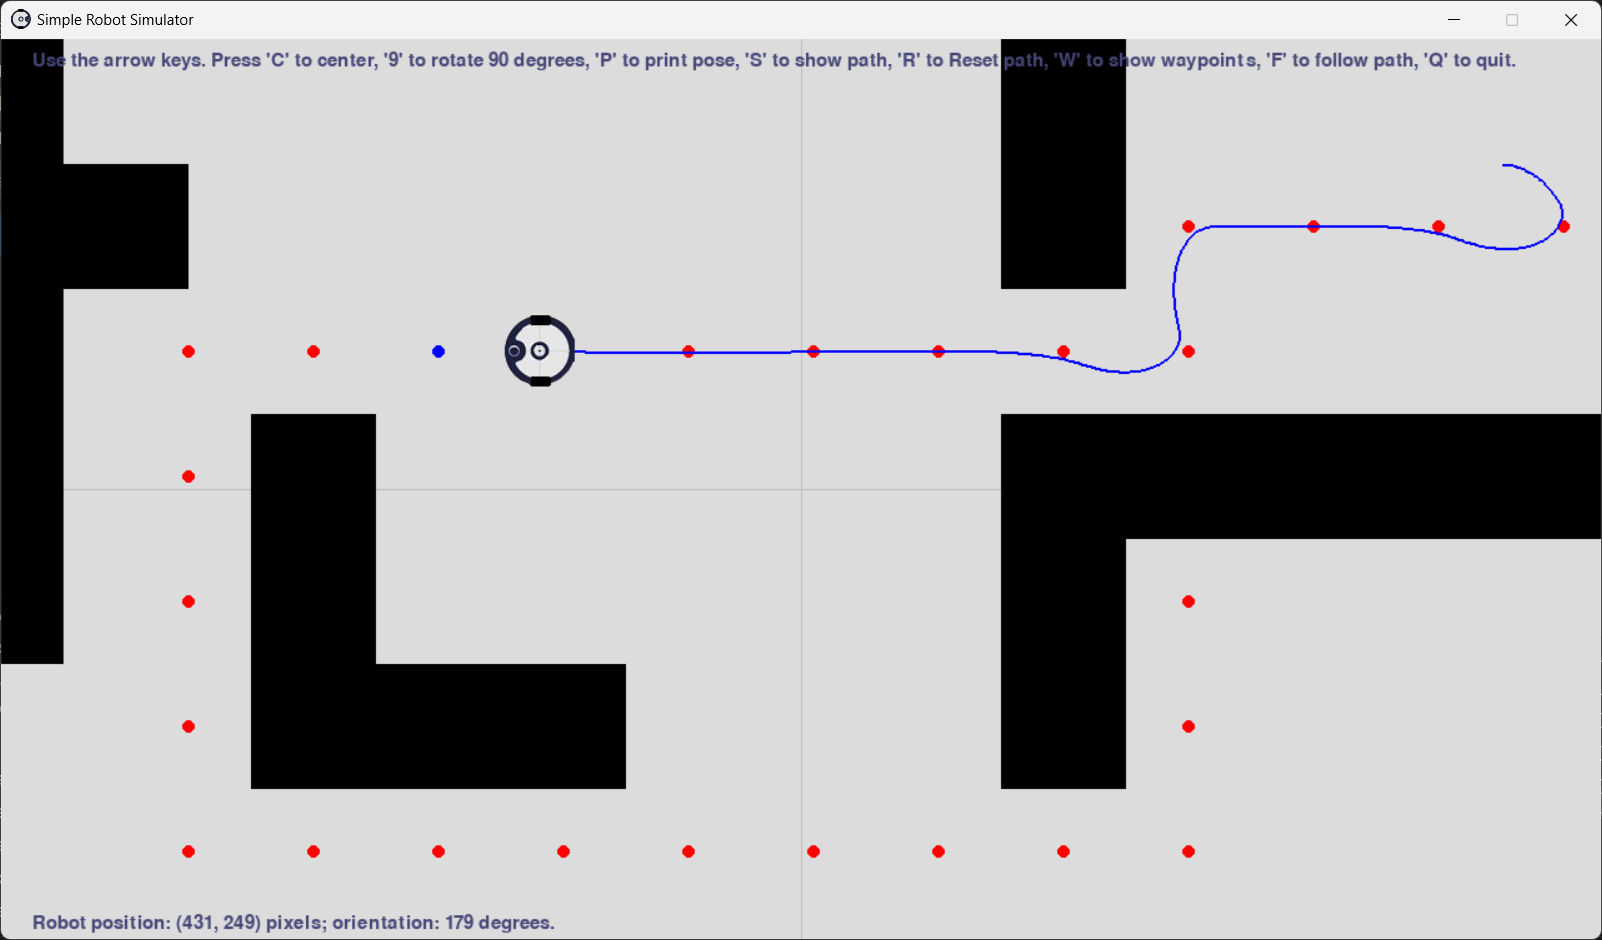 Simple Robot Simulator
Use the arrow keys. Press 'C' to center, '9' to rotate 90 degrees, 'P' to print pose, 'S' to show path, 'R' to Reset path, 'W' to show waypoints, 'F' to follow path, 'Q' to quit.
Robot position: (431, 249) pixels; orientation: 179 degrees.